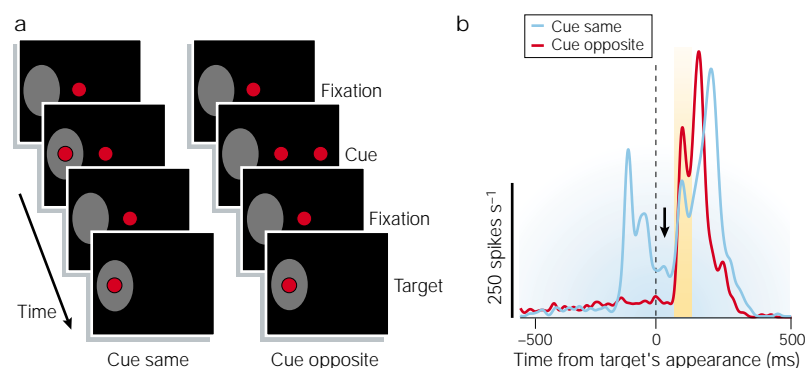 a
Fixation
Cue
Fixation
Target
Time
Cue same
Cue opposite
b
Cue same
Cue opposite
250 spikes s⁻¹
–500
0
500
Time from target's appearance (ms)